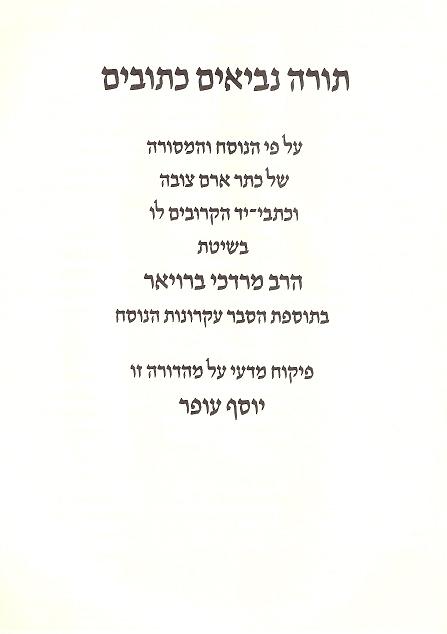 תורה נביאים כתובים
על פי הנוסח והמסורה
של כתר ארם צובה
וכתבי־יד הקרובים לו
בשיטת
הרב מרדכי ברויאר
בתוספת הסבר עקרונות הנוסח
פיקוח מדעי על מהדורה זו
יוסף עופר